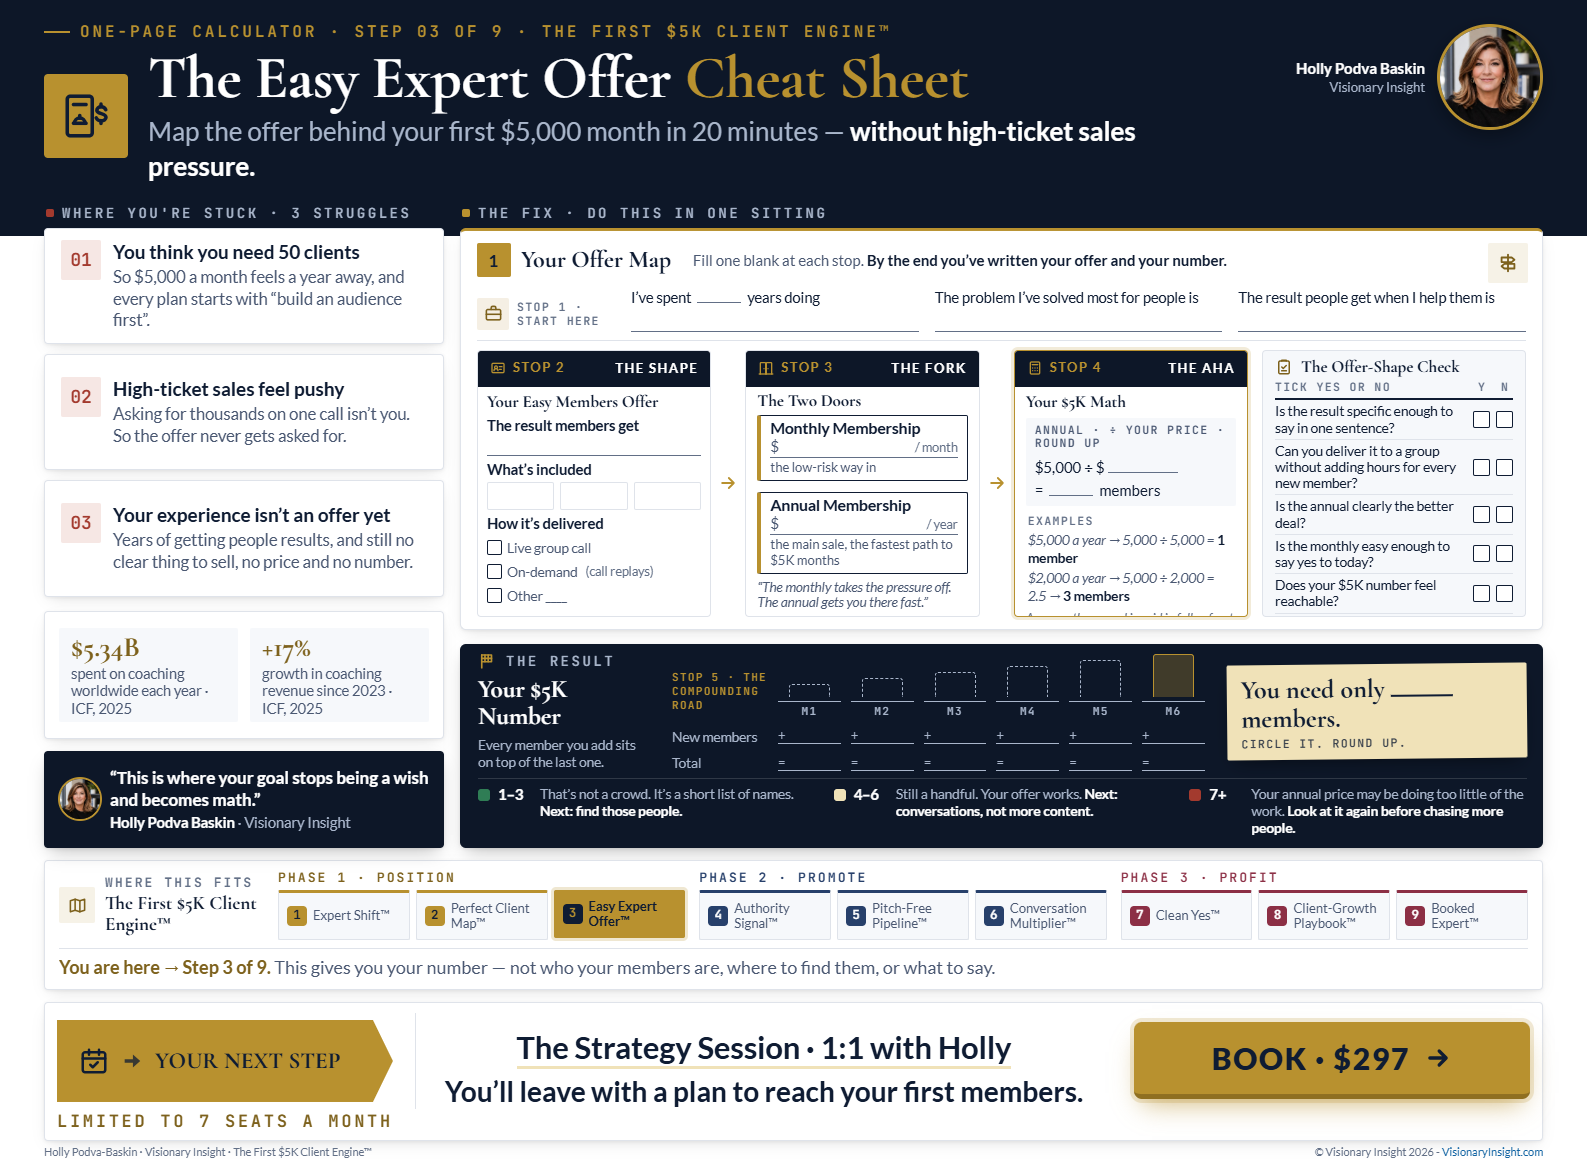 ONE-PAGE CALCULATOR · STEP 03 OF 9 · THE FIRST $5K CLIENT ENGINE™
The Easy Expert Offer Cheat Sheet
Map the offer behind your first $5,000 month in 20 minutes — without high-ticket sales
pressure.
Holly Podva Baskin
Visionary Insight
WHERE YOU'RE STUCK · 3 STRUGGLES
01
You think you need 50 clients
So $5,000 a month feels a year away, and
every plan starts with “build an audience
first”.
02
High-ticket sales feel pushy
Asking for thousands on one call isn’t you.
So the offer never gets asked for.
03
Your experience isn’t an offer yet
Years of getting people results, and still no
clear thing to sell, no price and no number.
$5.34B
spent on coaching
worldwide each year ·
ICF, 2025
+17%
growth in coaching
revenue since 2023 ·
ICF, 2025
“This is where your goal stops being a wish
and becomes math.”
Holly Podva Baskin · Visionary Insight
THE FIX · DO THIS IN ONE SITTING
1
Your Offer Map
Fill one blank at each stop. By the end you’ve written your offer and your number.
STOP 1 ·
START HERE
I’ve spent ____ years doing
The problem I’ve solved most for people is
The result people get when I help them is
STOP 2
THE SHAPE
Your Easy Members Offer
The result members get
What’s included
How it’s delivered
Live group call
On-demand (call replays)
Other ___
STOP 3
THE FORK
The Two Doors
Monthly Membership
$ / month
the low-risk way in
Annual Membership
$ / year
the main sale, the fastest path to
$5K months
“The monthly takes the pressure off.
The annual gets you there fast.”
STOP 4
THE AHA
Your $5K Math
ANNUAL · ÷ YOUR PRICE ·
ROUND UP
$5,000 ÷ $ ________
= _____ members
EXAMPLES
$5,000 a year → 5,000 ÷ 5,000 = 1
member
$2,000 a year → 5,000 ÷ 2,000 =
2.5 → 3 members
The Offer-Shape Check
TICK YES OR NO Y N
Is the result specific enough to
say in one sentence?
Can you deliver it to a group
without adding hours for every
new member?
Is the annual clearly the better
deal?
Is the monthly easy enough to
say yes to today?
Does your $5K number feel
reachable?
THE RESULT
Your $5K
Number
Every member you add sits
on top of the last one.
STOP 5 · THE
COMPOUNDING
ROAD
M1 M2 M3 M4 M5 M6
New members + + + + + +
Total = = = = = =
You need only _____
members.
CIRCLE IT. ROUND UP.
1–3
That’s not a crowd. It’s a short list of names.
Next: find those people.
4–6
Still a handful. Your offer works. Next:
conversations, not more content.
7+
Your annual price may be doing too little of the
work. Look at it again before chasing more
people.
WHERE THIS FITS
The First $5K Client
Engine™
PHASE 1 · POSITION
1 Expert Shift™
2 Perfect Client
Map™
3 Easy Expert
Offer™
PHASE 2 · PROMOTE
4 Authority
Signal™
5 Pitch-Free
Pipeline™
6 Conversation
Multiplier™
PHASE 3 · PROFIT
7 Clean Yes™
8 Client-Growth
Playbook™
9 Booked
Expert™
You are here → Step 3 of 9. This gives you your number — not who your members are, where to find them, or what to say.
YOUR NEXT STEP
LIMITED TO 7 SEATS A MONTH
The Strategy Session · 1:1 with Holly
You’ll leave with a plan to reach your first members.
BOOK · $297 →
Holly Podva-Baskin · Visionary Insight · The First $5K Client Engine™
© Visionary Insight 2026 - VisionaryInsight.com